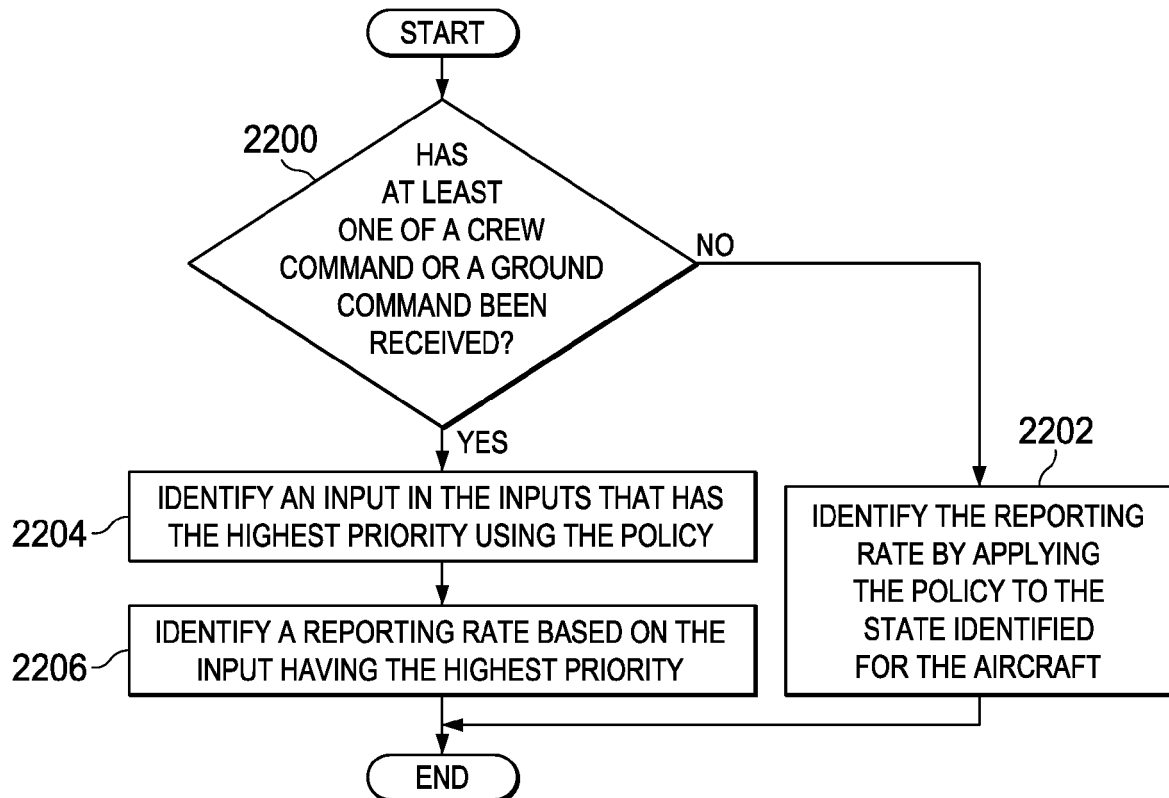 START
2200
HAS
AT LEAST
ONE OF A CREW
COMMAND OR A GROUND
COMMAND BEEN
RECEIVED?
NO
YES
2204
IDENTIFY AN INPUT IN THE INPUTS THAT HAS
THE HIGHEST PRIORITY USING THE POLICY
2206
IDENTIFY A REPORTING RATE BASED ON THE
INPUT HAVING THE HIGHEST PRIORITY
2202
IDENTIFY THE REPORTING
RATE BY APPLYING
THE POLICY TO THE
STATE IDENTIFIED
FOR THE AIRCRAFT
END